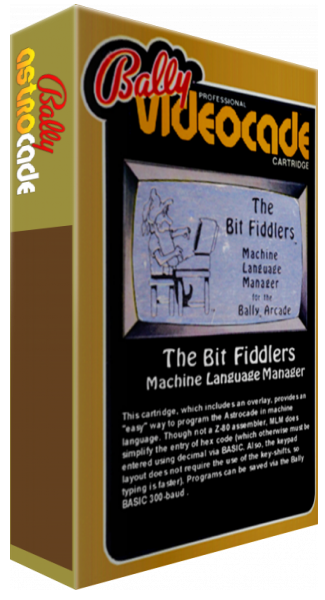 Bally
astrocade
Bally
PROFESSIONAL
VIDEOCADE
CARTRIDGE
The
Bit Fiddlers
Machine
Language
Manager
for the
Bally Arcade
The Bit Fiddlers
Machine Language Manager
This cartridge, which includes an overlay, provides an
"easy" way to program the Astrocade in machine
language. Though not a Z-80 assembler, MLM does
simplify the entry of hex code (which otherwise must be
entered using decimal via BASIC. Also, the keypad
layout does not require the use of the key-shifts, so
typing is faster). Programs can be saved via the Bally
BASIC 300-baud .